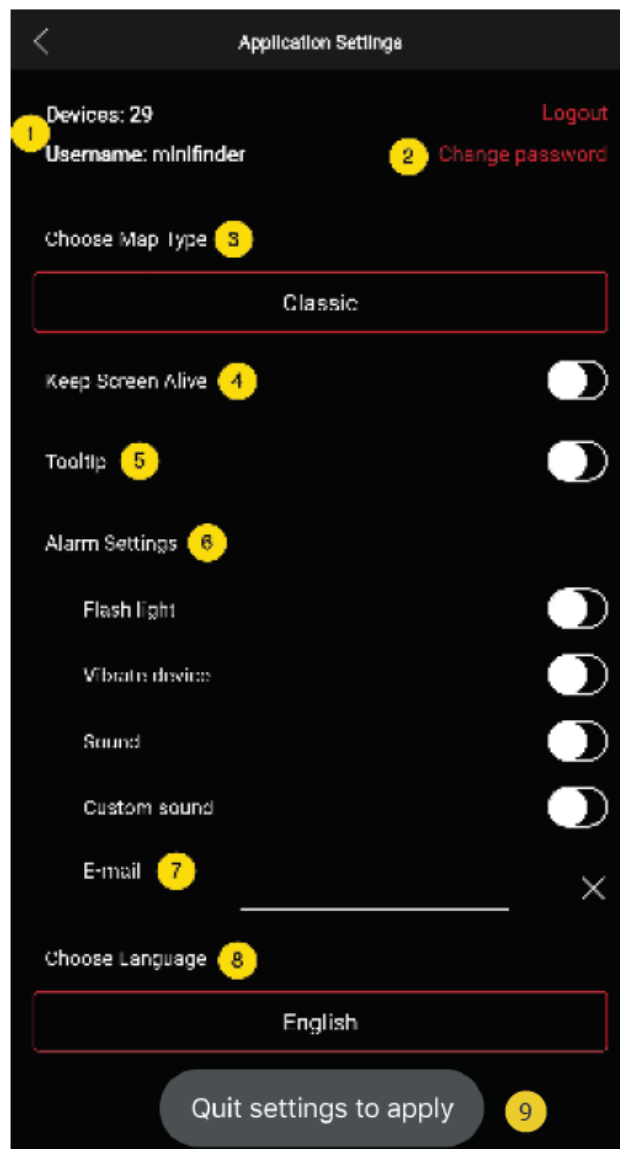 Application Settings
Devices: 29
Logout
1
Username: minifinder
2 Change password
Choose Map Type 3
Classic
Keep Screen Alive 4
Tooltip 5
Alarm Settings 6
Flash light
Vibrate device
Sound
Custom sound
E-mail 7
Choose Language 8
English
Quit settings to apply 9